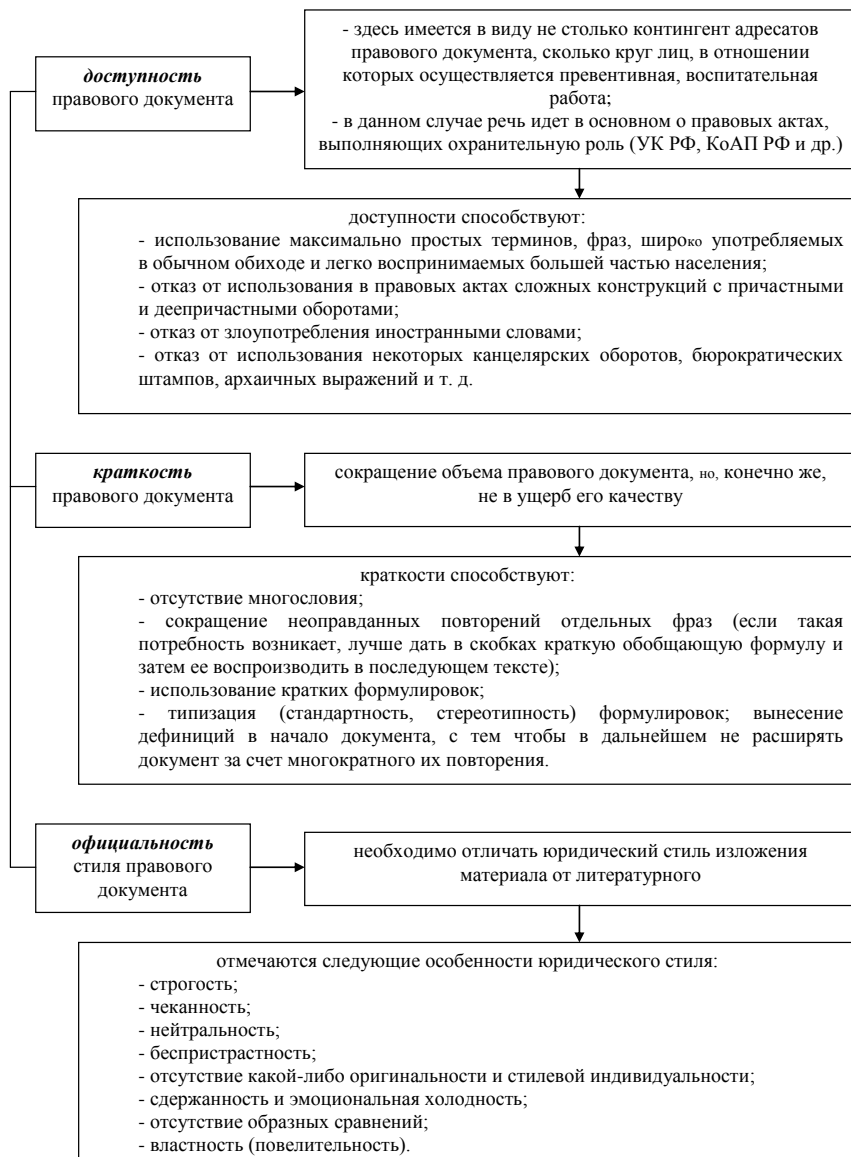 доступность
правового документа
- здесь имеется в виду не столько контингент адресатов
правового документа, сколько круг лиц, в отношении
которых осуществляется превентивная, воспитательная
работа;
- в данном случае речь идет в основном о правовых актах,
выполняющих охранительную роль (УК РФ, КоАП РФ и др.)
доступности способствуют:
- использование максимально простых терминов, фраз, широко употребляемых
в обычном обиходе и легко воспринимаемых большей частью населения;
- отказ от использования в правовых актах сложных конструкций с причастными
и деепричастными оборотами;
- отказ от злоупотребления иностранными словами;
- отказ от использования некоторых канцелярских оборотов, бюрократических
штампов, архаичных выражений и т. д.
краткость
правового документа
сокращение объема правового документа, но, конечно же,
не в ущерб его качеству
краткости способствуют:
- отсутствие многословия;
- сокращение неоправданных повторений отдельных фраз (если такая
потребность возникает, лучше дать в скобках краткую обобщающую формулу и
затем ее воспроизводить в последующем тексте);
- использование кратких формулировок;
- типизация (стандартность, стереотипность) формулировок; вынесение
дефиниций в начало документа, с тем чтобы в дальнейшем не расширять
документ за счет многократного их повторения.
официальность
стиля правового
документа
необходимо отличать юридический стиль изложения
материала от литературного
отмечаются следующие особенности юридического стиля:
- строгость;
- чеканность;
- нейтральность;
- беспристрастность;
- отсутствие какой-либо оригинальности и стилевой индивидуальности;
- сдержанность и эмоциональная холодность;
- отсутствие образных сравнений;
- властность (повелительность).